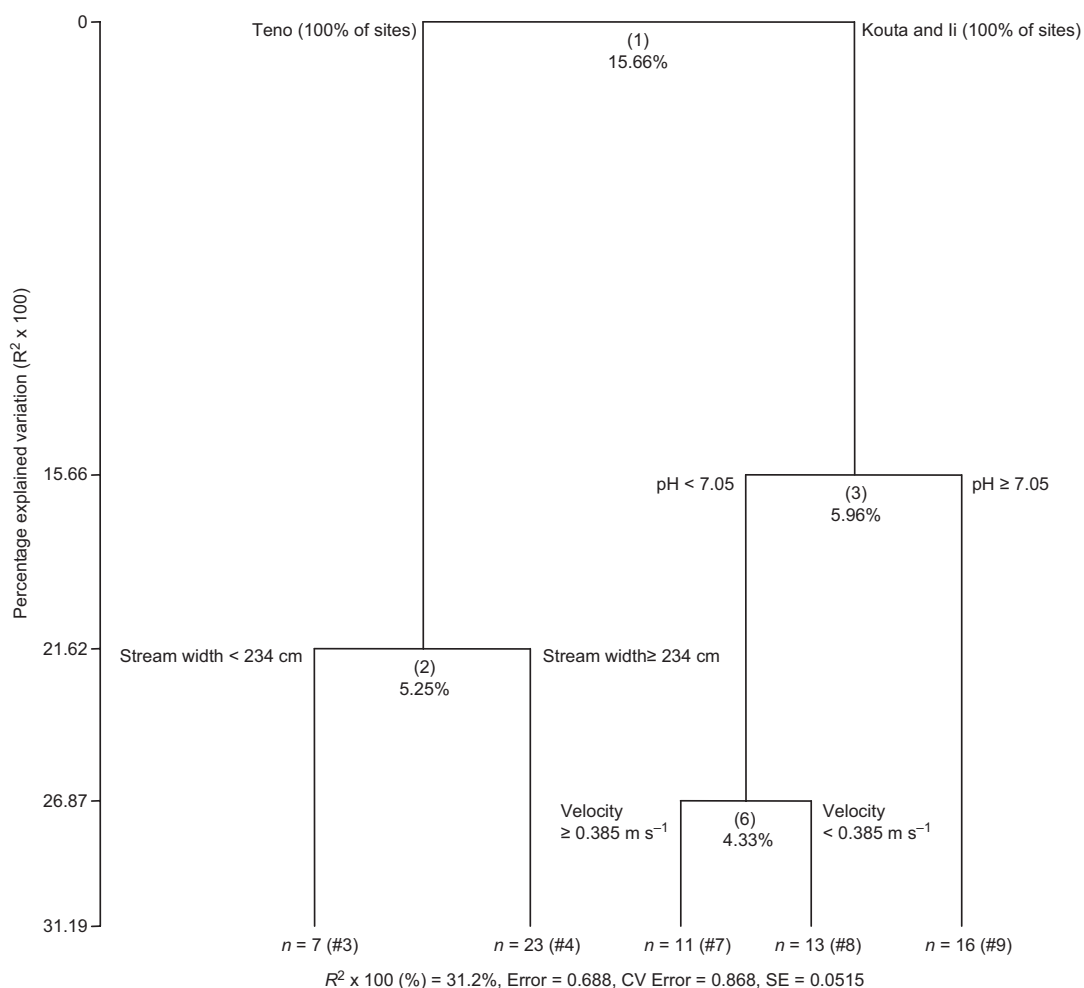 0
Teno (100% of sites)
Kouta and Ii (100% of sites)
(1)
15.66%
Percentage explained variation (R² x 100)
15.66
pH < 7.05
pH ≥ 7.05
(3)
5.96%
21.62
Stream width < 234 cm
Stream width≥ 234 cm
(2)
5.25%
26.87
Velocity
≥ 0.385 m s⁻¹
Velocity
< 0.385 m s⁻¹
(6)
4.33%
31.19
n = 7 (#3)
n = 23 (#4)
n = 11 (#7)
n = 13 (#8)
n = 16 (#9)
R² x 100 (%) = 31.2%, Error = 0.688, CV Error = 0.868, SE = 0.0515